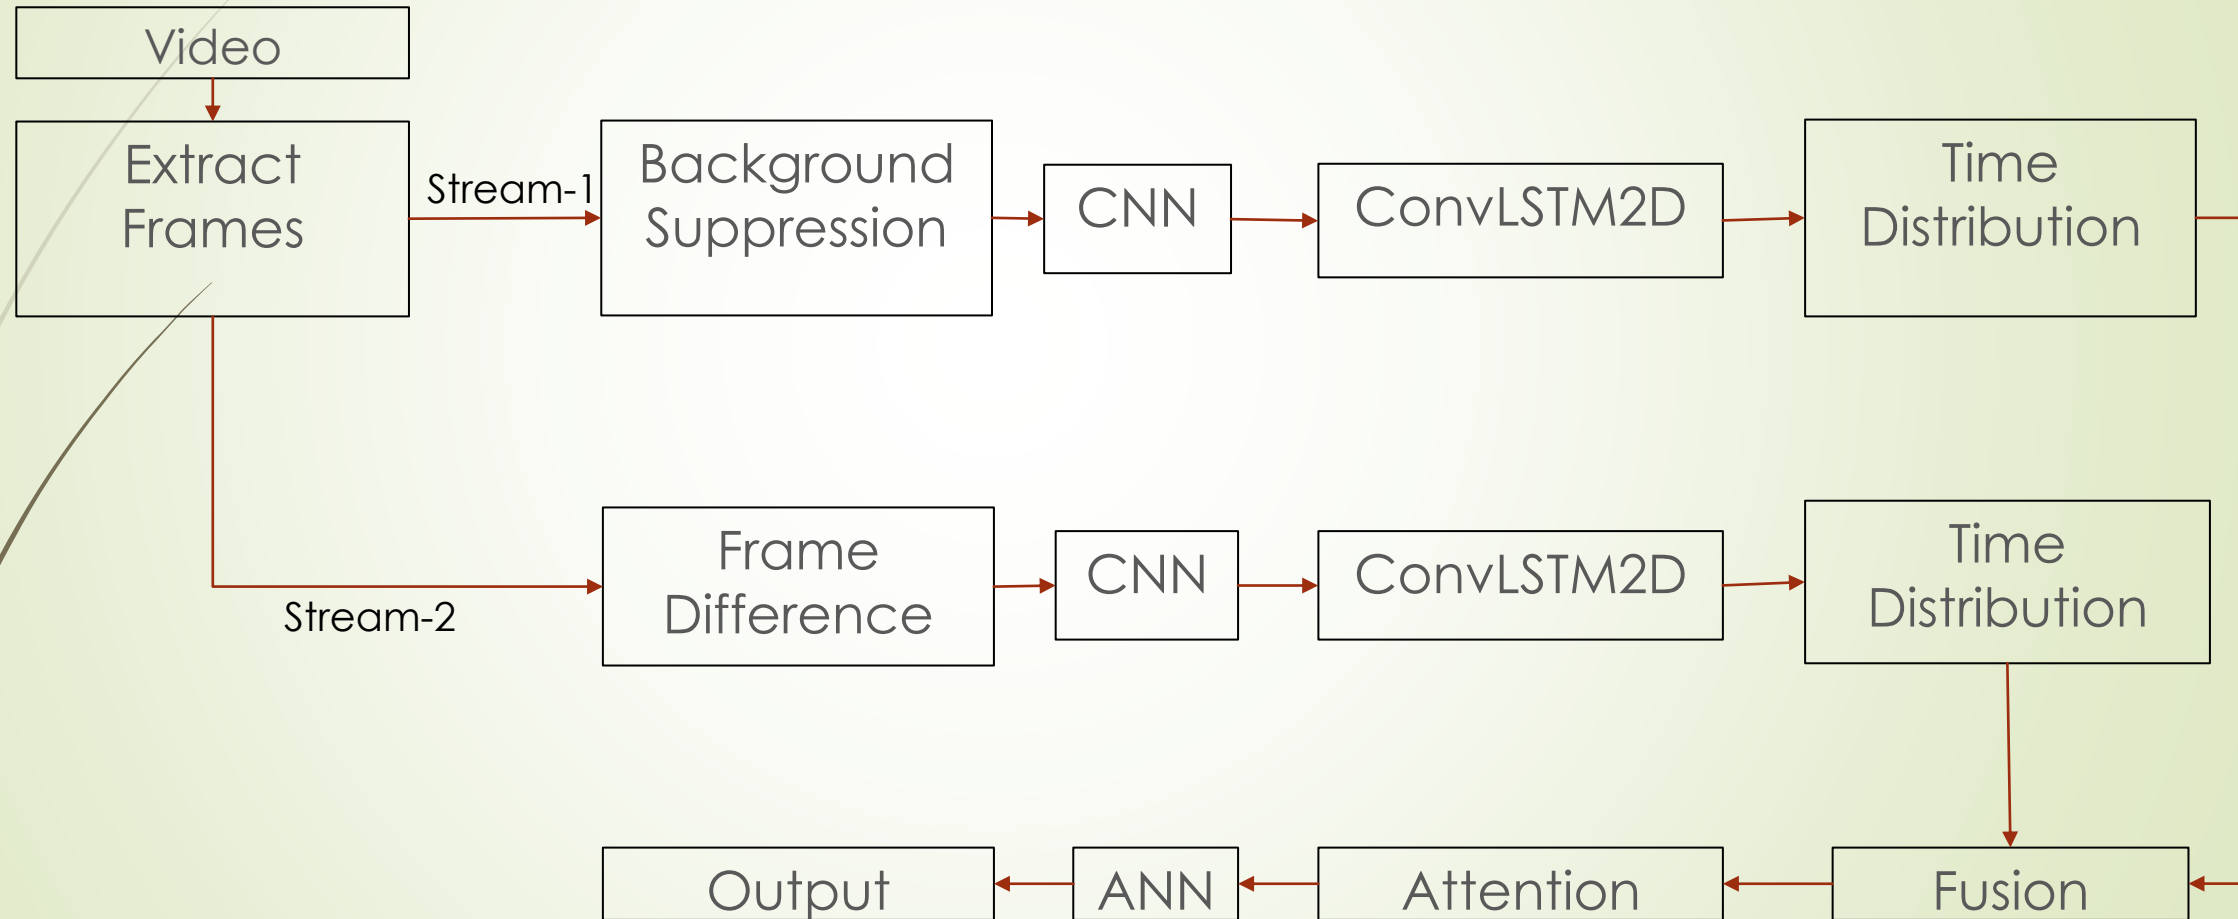 Video
Extract
Frames
Stream-1
Background
Suppression
CNN
ConvLSTM2D
Time
Distribution
Stream-2
Frame
Difference
CNN
ConvLSTM2D
Time
Distribution
Output
ANN
Attention
Fusion